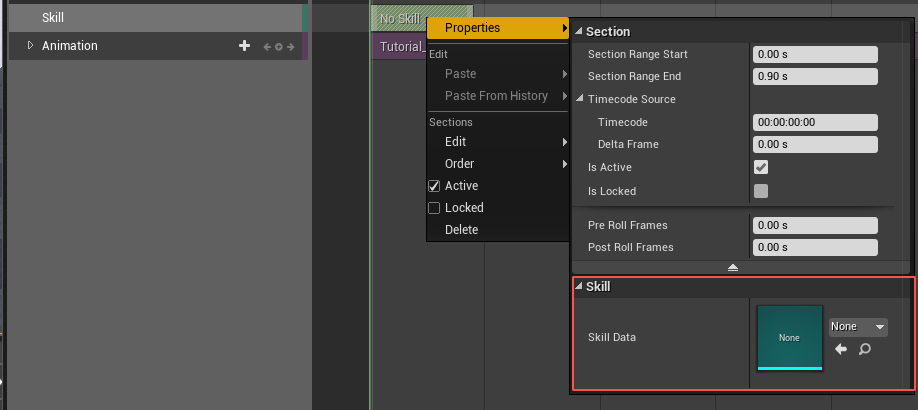 Skill
Animation
No Skill
Tutorial_
Properties
Edit
Paste
Paste From History
Sections
Edit
Order
Active
Locked
Delete
Section
Section Range Start 0.00 s
Section Range End 0.90 s
Timecode Source
Timecode 00:00:00:00
Delta Frame 0.00 s
Is Active
Is Locked
Pre Roll Frames 0.00 s
Post Roll Frames 0.00 s
Skill
Skill Data None None